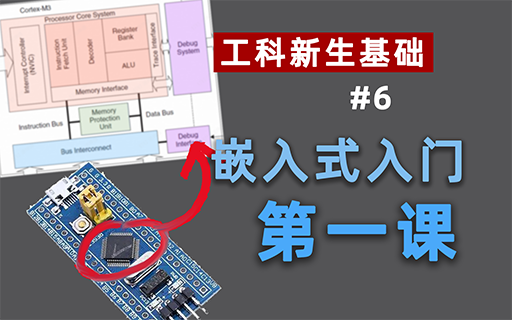 Cortex-M3
Processor Core System
Interrupt Controller (NVIC)
Instruction Fetch Unit
Decoder
Register Bank
ALU
Trace Interface
Memory Interface
Debug System
Instruction Bus
Memory Protection Unit
Data Bus
Bus Interconnect
Debug
工科新生基础
#6
嵌入式入门
第一课